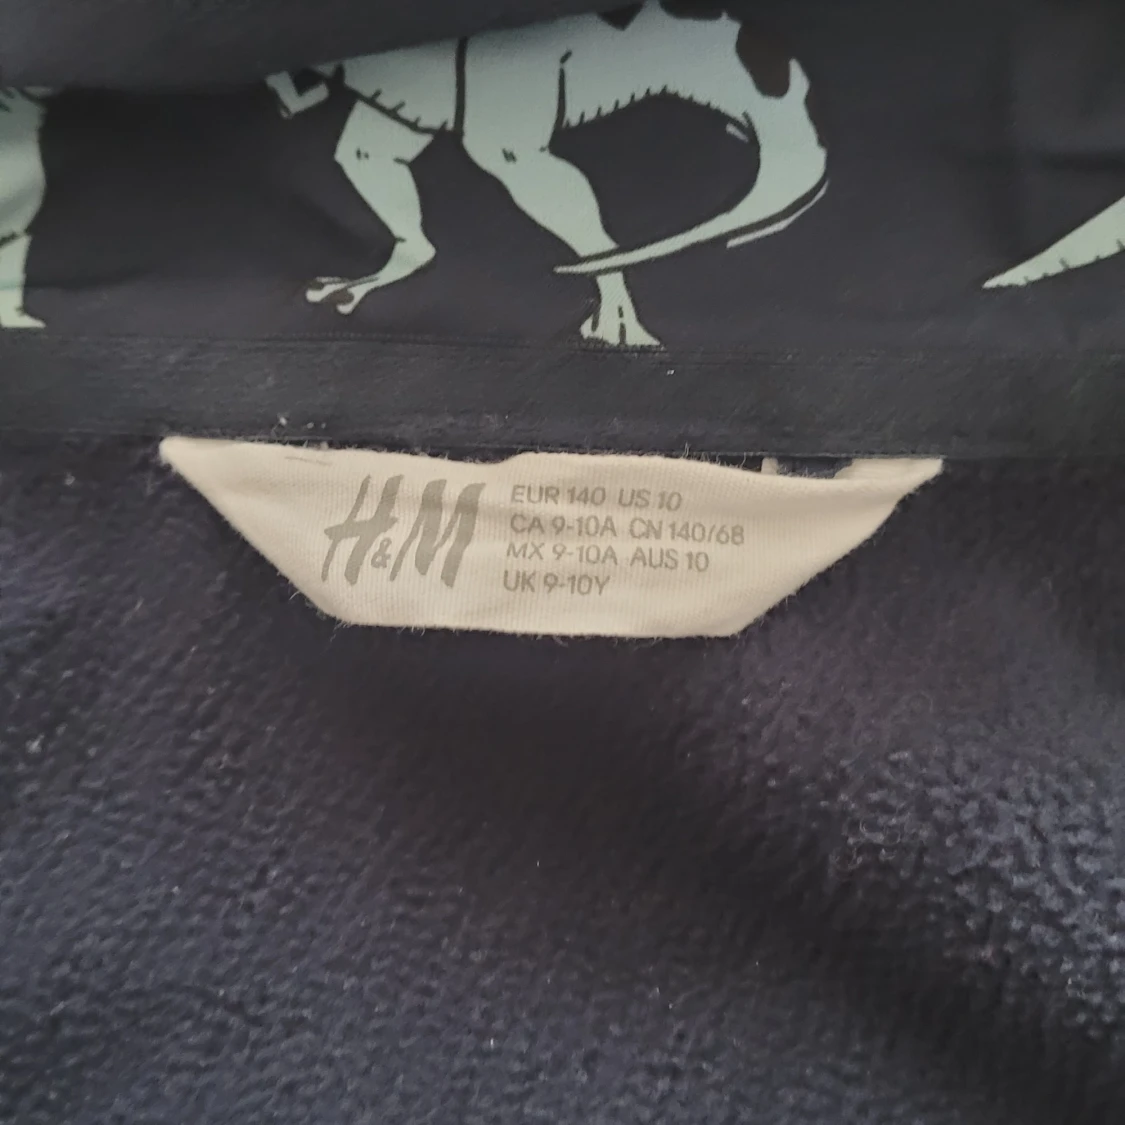 H&M
EUR 140 US 10
CA 9-10A CN 140/68
MX 9-10A AUS 10
UK 9-10Y